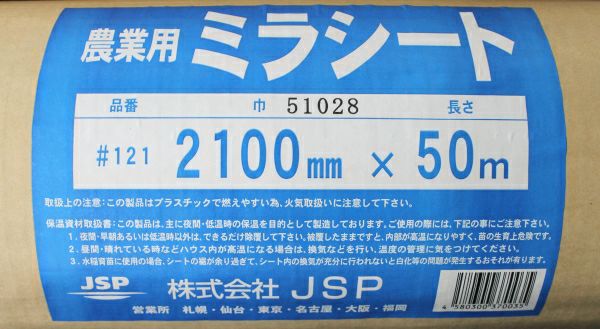 農業用 ミラシート
品番 巾 51028 長さ
#121 2100mm × 50m
取扱上の注意:この製品はプラスチックで燃えやすい為、火気取扱いに注意して下さい。
保温資材取扱書:この製品は、主に夜間・低温時の保温を目的として製造しております。ご使用の際には、下記の事にご注意下さい。
1. 夜間・早朝あるいは低温時以外は、できるだけ除覆して下さい。被覆したままですと、内部が高温になりやすく、苗の生育上危険です。
2. 昼間・晴れている時などハウス内が高温になる場合は、換気などを行い、温度の管理に気をつけてください。
3. 水稲育苗に使用の場合、シートの裾が余り過ぎて、シート内の換気が充分に行われないと白化等の問題が発生するおそれが有ります。
JSP 株式会社 JSP
営業所 札幌・仙台・東京・名古屋・大阪・福岡
4 580300 370035